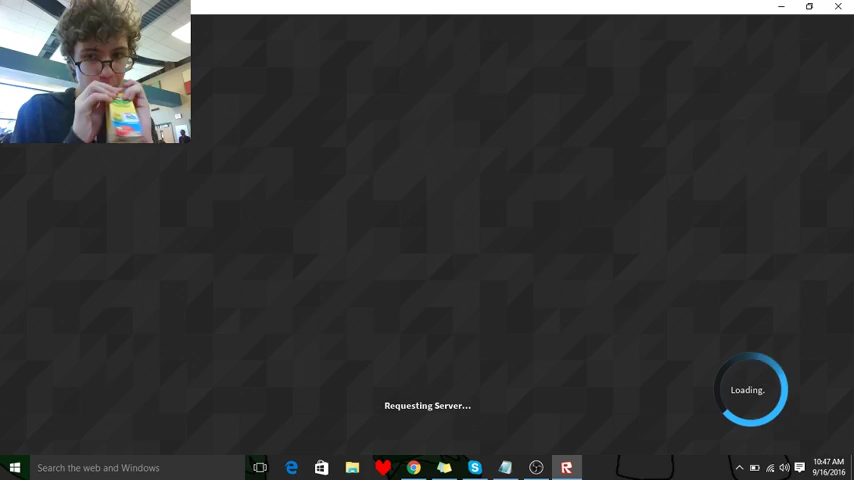 Requesting Server...
Loading.
Search the web and Windows
10:47 AM
9/16/2016